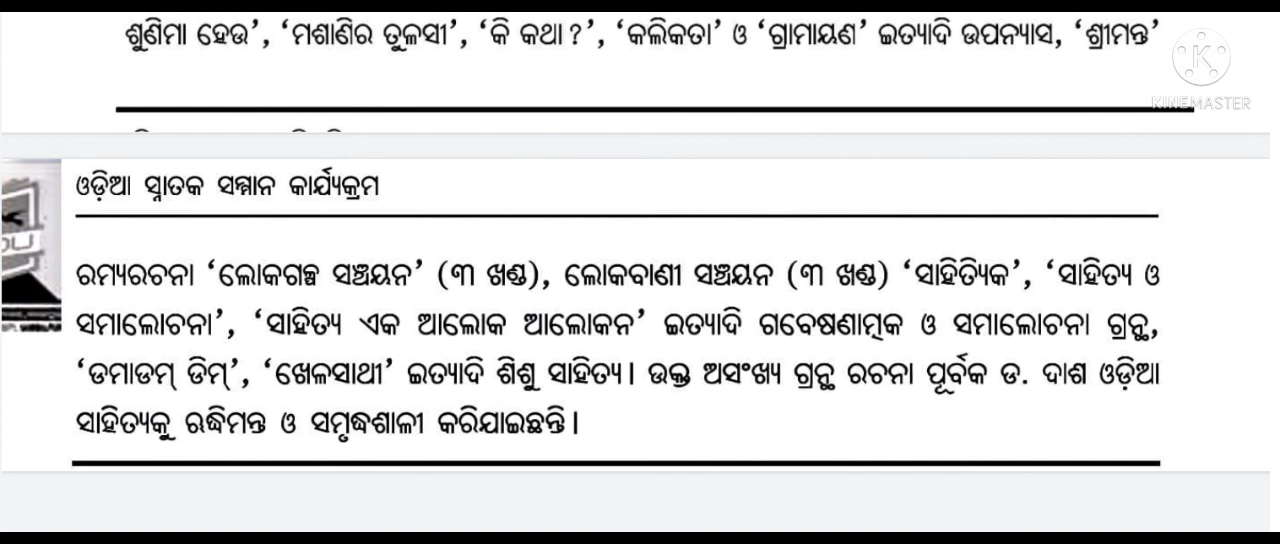 ଶୁଣିମା ହେଉ’, ‘ମଶାଣିର ତୁଳସୀ’, ‘କି କଥା ?’, ‘କଲିକତା’ ଓ ‘ଗ୍ରାମାୟଣ’ ଇତ୍ୟାଦି ଉପନ୍ୟାସ, ‘ଶ୍ରୀମନ୍ତ’
K
KINEMASTER
ଓଡ଼ିଆ ସ୍ନାତକ ସମ୍ମାନ କାର୍ଯ୍ୟକ୍ରମ
ରମ୍ୟରଚନା ‘ଲୋକଗଳ୍ପ ସଞ୍ଚୟନ’ (୩ ଖଣ୍ଡ), ଲୋକବାଣୀ ସଞ୍ଚୟନ (୩ ଖଣ୍ଡ) ‘ସାହିତ୍ୟିକ’, ‘ସାହିତ୍ୟ ଓ
ସମାଲୋଚନା’, ‘ସାହିତ୍ୟ ଏକ ଆଲୋକ ଆଲୋକନ’ ଇତ୍ୟାଦି ଗବେଷଣାତ୍ମକ ଓ ସମାଲୋଚନା ଗ୍ରନ୍ଥ,
‘ଡମାଡମ୍ ଡିମ୍’, ‘ଖେଳସାଥୀ’ ଇତ୍ୟାଦି ଶିଶୁ ସାହିତ୍ୟ। ଉକ୍ତ ଅସଂଖ୍ୟ ଗ୍ରନ୍ଥ ରଚନା ପୂର୍ବକ ଡ. ଦାଶ ଓଡ଼ିଆ
ସାହିତ୍ୟକୁ ଋଦ୍ଧିମନ୍ତ ଓ ସମୃଦ୍ଧଶାଳୀ କରିଯାଇଛନ୍ତି।